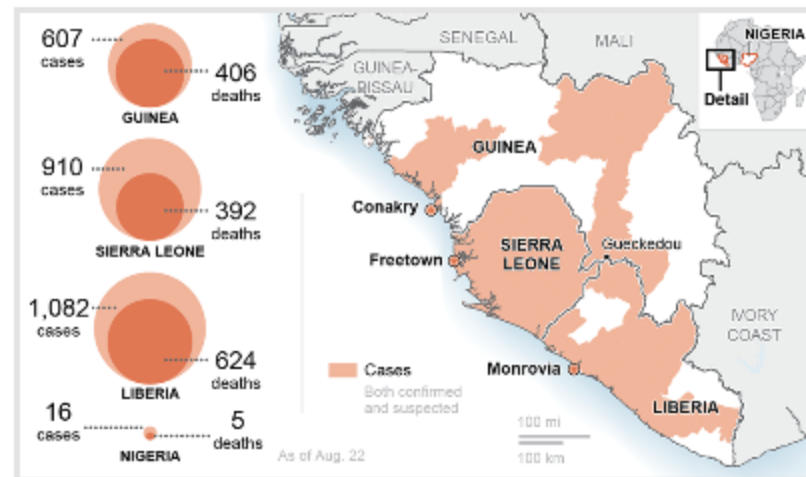 607
cases
406
deaths
GUINEA
910
cases
392
deaths
SIERRA LEONE
1,082
cases
624
deaths
LIBERIA
16
cases
5
deaths
NIGERIA
As of Aug. 22
SENEGAL
MALI
GUINEA-
BISSAU
GUINEA
Conakry
Freetown
SIERRA
LEONE
Gueckedou
IVORY
COAST
Monrovia
LIBERIA
Cases
Both confirmed
and suspected
100 mi
100 km
NIGERIA
Detail